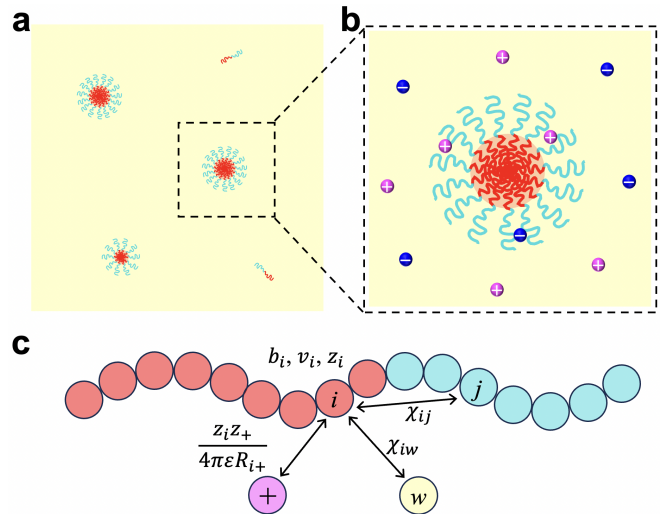 a
b
+
−
−
+
+
+
−
−
−
+
+
c
b_i, v_i, z_i
i
j
χ_ij
z_i z_+
4πεR_i+
χ_iw
+
w